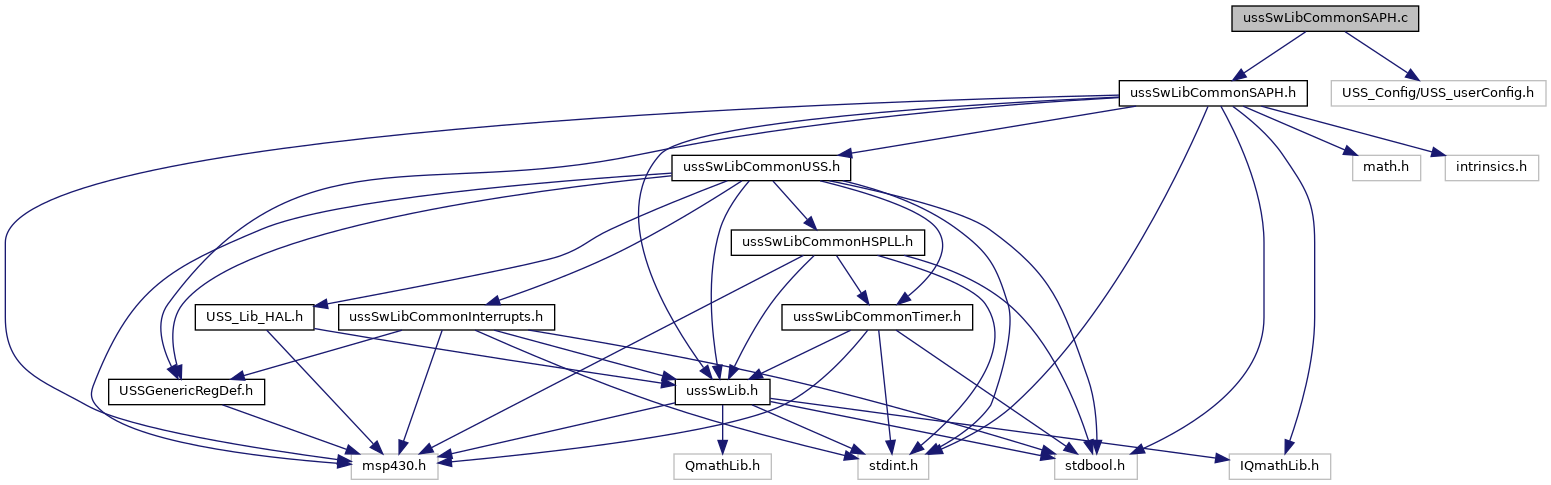 ussSwLibCommonSAPH.c
ussSwLibCommonSAPH.h
USS_Config/USS_userConfig.h
ussSwLibCommonUSS.h
math.h
intrinsics.h
ussSwLibCommonHSPLL.h
USS_Lib_HAL.h
ussSwLibCommonInterrupts.h
ussSwLibCommonTimer.h
USSGenericRegDef.h
ussSwLib.h
msp430.h
QmathLib.h
stdint.h
stdbool.h
IQmathLib.h